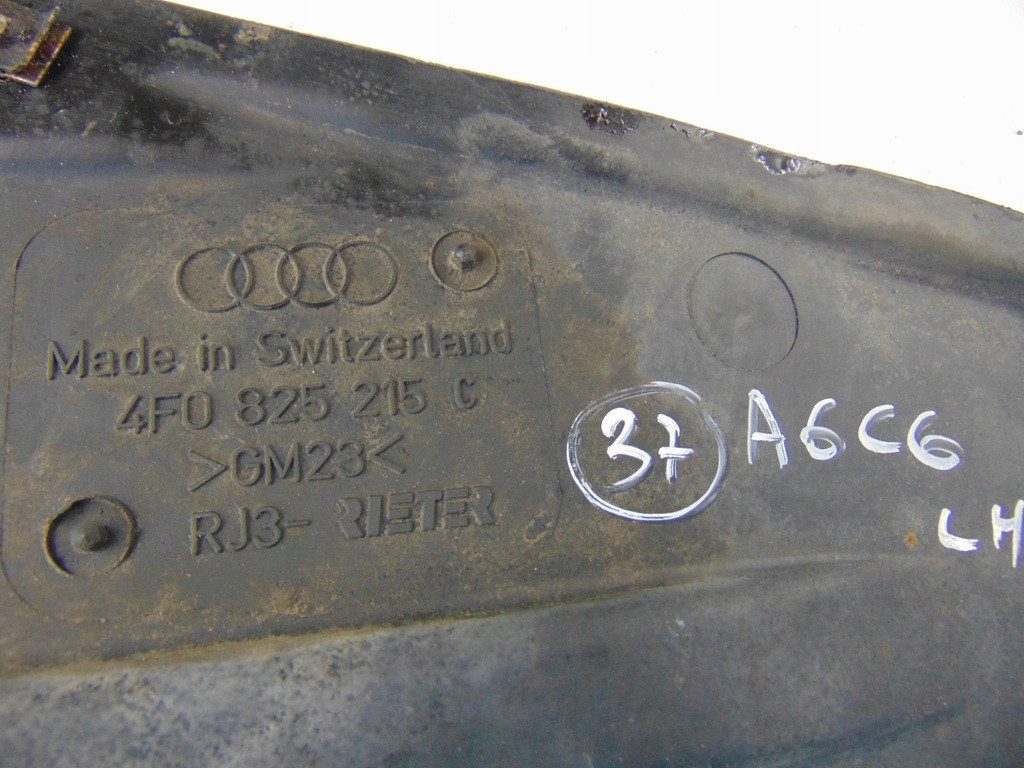 Made in Switzerland
4F0 825 215 C
>GM23<
RJ3- RIETER
37 A6C6
LH